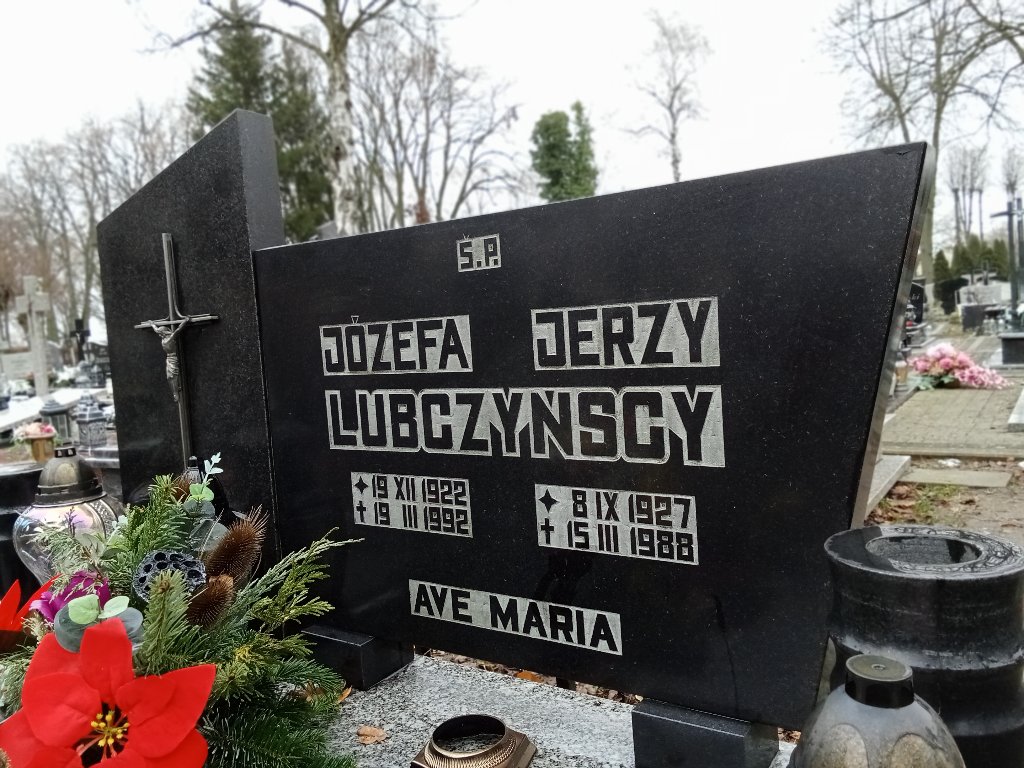 Ś.P.
JÓZEFA JERZY
LUBCZYŃSCY
✦ 19 XII 1922 ✦ 8 IX 1927
† 19 III 1992 † 15 III 1988
AVE MARIA